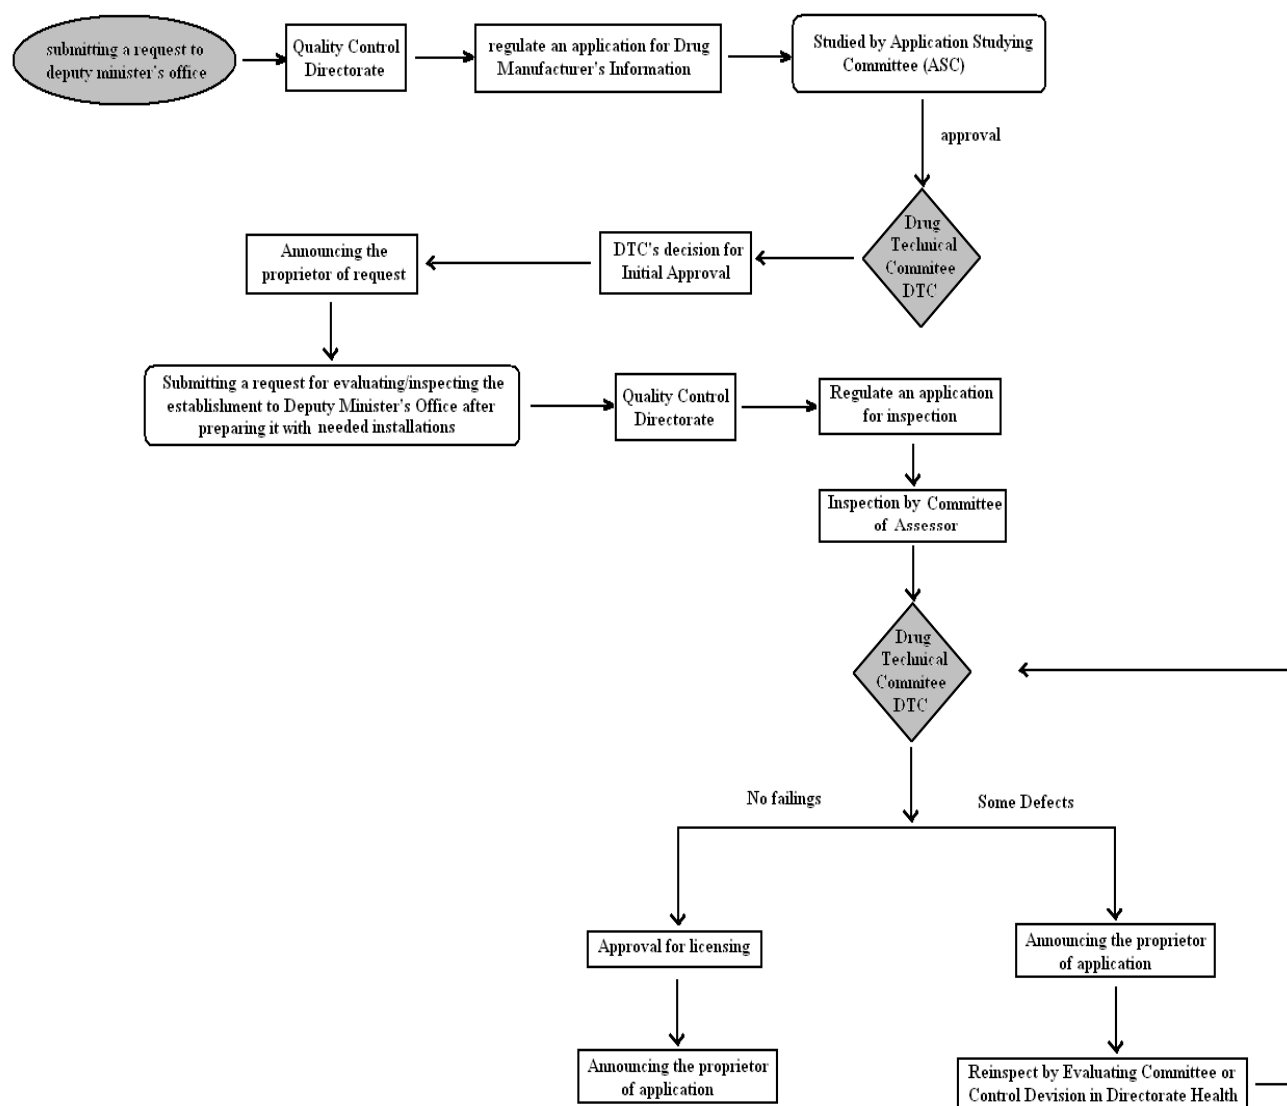 submitting a request to
deputy minister's office
Quality Control
Directorate
regulate an application for Drug
Manufacturer's Information
Studied by Application Studying
Committee (ASC)
approval
Drug
Technical
Commitee
DTC
DTC's decision for
Initial Approval
Announcing the
proprietor of request
Submitting a request for evaluating/inspecting the
establishment to Deputy Minister's Office after
preparing it with needed installations
Quality Control
Directorate
Regulate an application
for inspection
Inspection by Committee
of Assessor
Drug
Technical
Commitee
DTC
No failings
Some Defects
Approval for licensing
Announcing the proprietor
of application
Announcing the proprietor
of application
Reinspect by Evaluating Committee or
Control Devision in Directorate Health